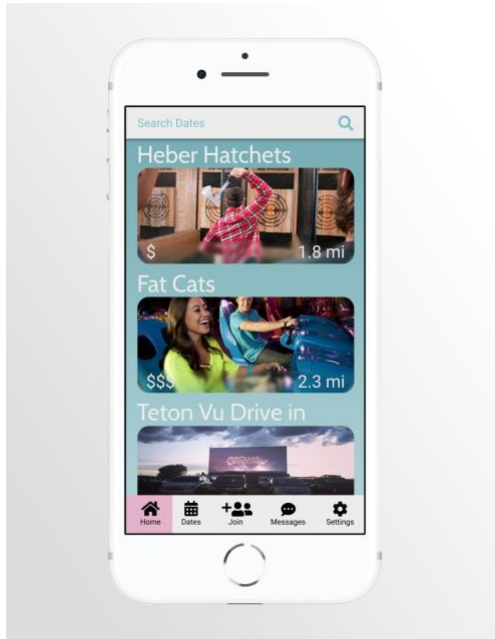 Search Dates
Heber Hatchets
$ 1.8 mi
Fat Cats
$$$ 2.3 mi
Teton Vu Drive in
Home Dates Join Messages Settings